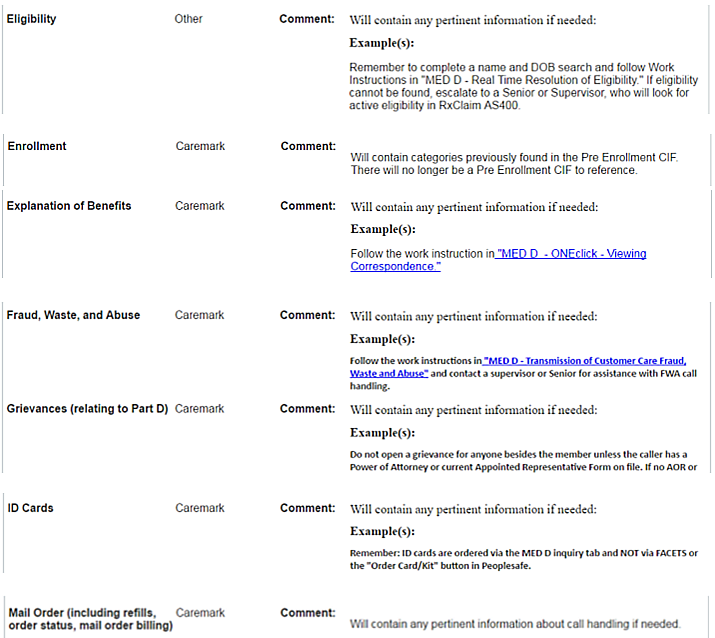 Eligibility Other Comment: Will contain any pertinent information if needed:
Example(s):
Remember to complete a name and DOB search and follow Work
Instructions in "MED D - Real Time Resolution of Eligibility." If eligibility
cannot be found, escalate to a Senior or Supervisor, who will look for
active eligibility in RxClaim AS400.
Enrollment Caremark Comment:
Will contain categories previously found in the Pre Enrollment CIF.
There will no longer be a Pre Enrollment CIF to reference.
Explanation of Benefits Caremark Comment: Will contain any pertinent information if needed:
Example(s):
Follow the work instruction in "MED D - ONEclick - Viewing
Correspondence."
Fraud, Waste, and Abuse Caremark Comment: Will contain any pertinent information if needed:
Example(s):
Follow the work instructions in "MED D - Transmission of Customer Care Fraud,
Waste and Abuse" and contact a supervisor or Senior for assistance with FWA call
handling.
Grievances (relating to Part D) Caremark Comment: Will contain any pertinent information if needed:
Example(s):
Do not open a grievance for anyone besides the member unless the caller has a
Power of Attorney or current Appointed Representative Form on file. If no AOR or
ID Cards Caremark Comment: Will contain any pertinent information if needed:
Example(s):
Remember: ID cards are ordered via the MED D inquiry tab and NOT via FACETS or
the "Order Card/Kit" button in Peoplesafe.
Mail Order (including refills, Caremark Comment:
order status, mail order billing) Will contain any pertinent information about call handling if needed.